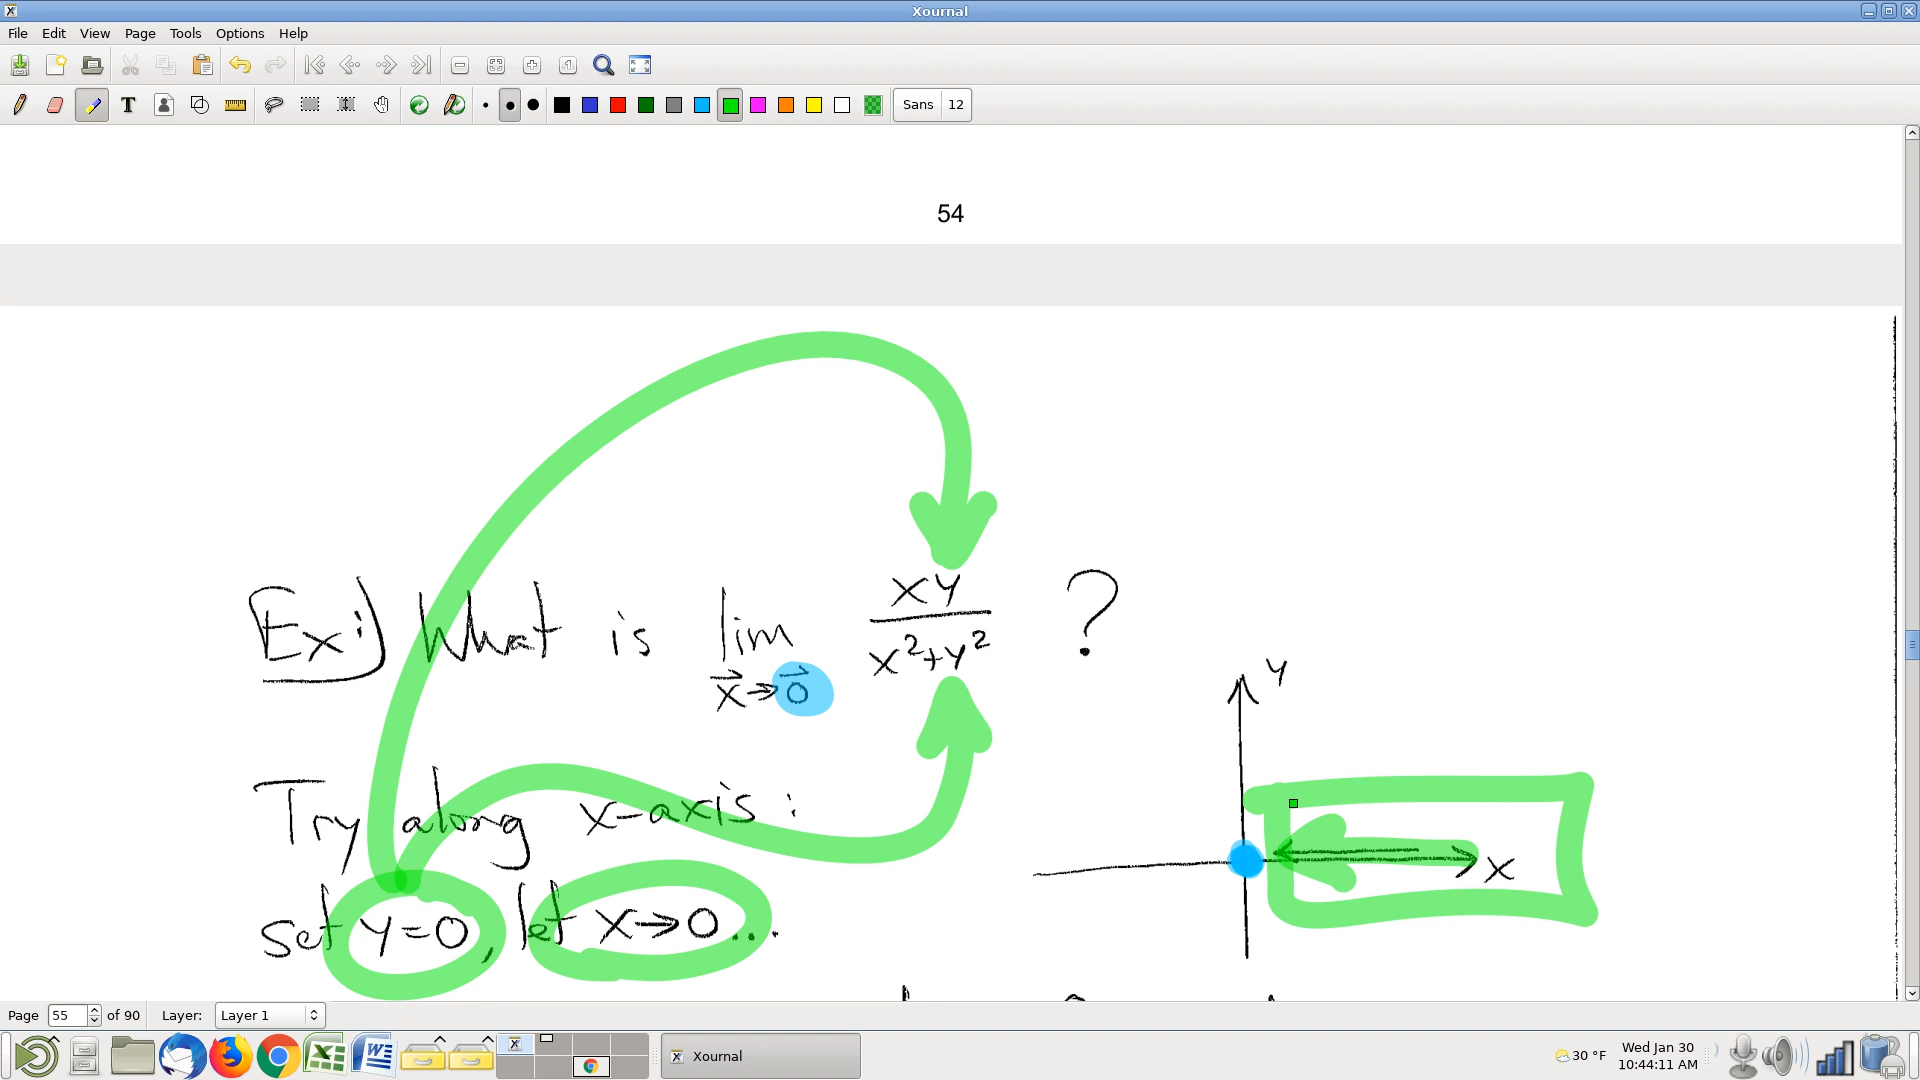 Xournal
File Edit View Page Tools Options Help
Sans 12
54
Ex:) What is lim x⃗→0⃗ xy/(x²+y²) ?
y
Try along x-axis:
x
set y=0, let x→0...
Page 55 of 90 Layer: Layer 1
Xournal
30 °F
Wed Jan 30
10:44:11 AM